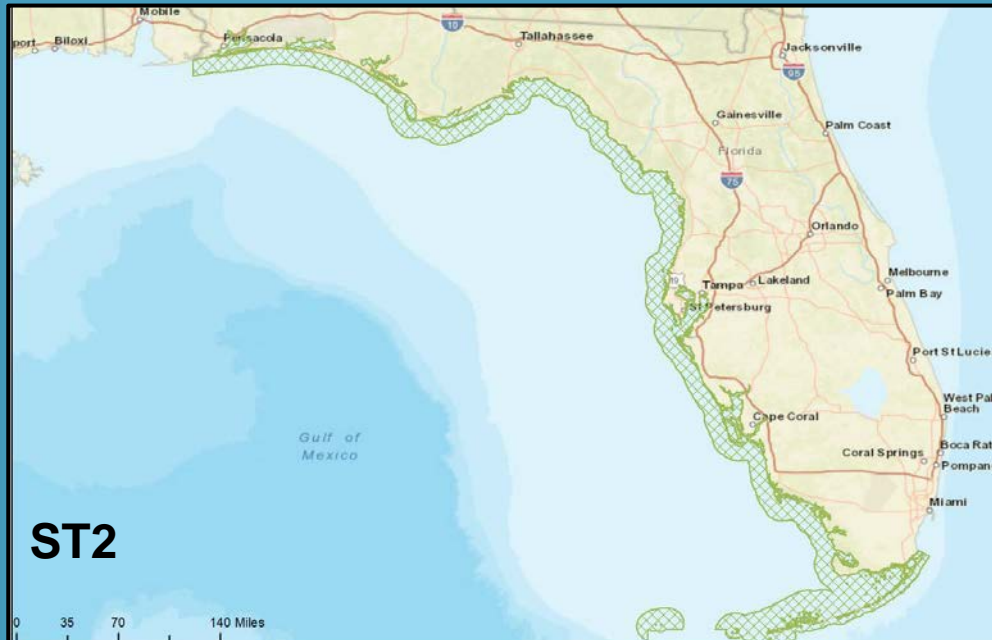 Mobile
port
Biloxi
Pensacola
10
Tallahassee
Jacksonville
95
Gainesville
Palm Coast
Florida
75
Orlando
19
Tampa
Lakeland
Melbourne
Palm Bay
St Petersburg
Port St Lucie
West Pal
Beach
Cape Coral
Gulf of
Mexico
Coral Springs
Boca Rat
Pompan
Miami
ST2
0 35 70 140 Miles